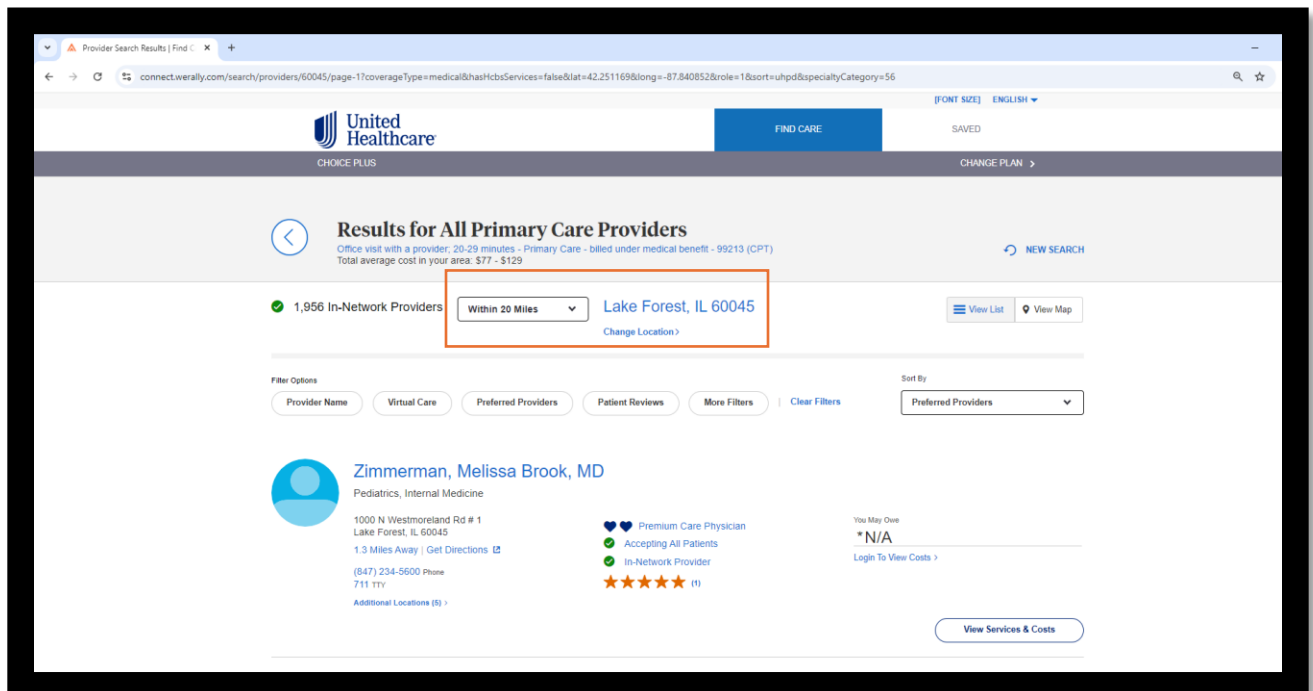 Provider Search Results | Find C
connect.werally.com/search/providers/60045/page-1?coverageType=medical&hasHcbsServices=false&lat=42.251169&long=-87.840852&role=1&sort=uhpd&specialtyCategory=56
[FONT SIZE] ENGLISH
United
Healthcare
FIND CARE
SAVED
CHOICE PLUS
CHANGE PLAN >
Results for All Primary Care Providers
Office visit with a provider; 20-29 minutes - Primary Care - billed under medical benefit - 99213 (CPT)
Total average cost in your area: $77 - $129
NEW SEARCH
1,956 In-Network Providers
Within 20 Miles
Lake Forest, IL 60045
Change Location>
View List
View Map
Filter Options
Provider Name
Virtual Care
Preferred Providers
Patient Reviews
More Filters
| Clear Filters
Sort By
Preferred Providers
Zimmerman, Melissa Brook, MD
Pediatrics, Internal Medicine
1000 N Westmoreland Rd # 1
Lake Forest, IL 60045
1.3 Miles Away | Get Directions
(847) 234-5600 Phone
711 TTY
Additional Locations (5) >
Premium Care Physician
Accepting All Patients
In-Network Provider
(1)
You May Owe
*N/A
Login To View Costs >
View Services & Costs